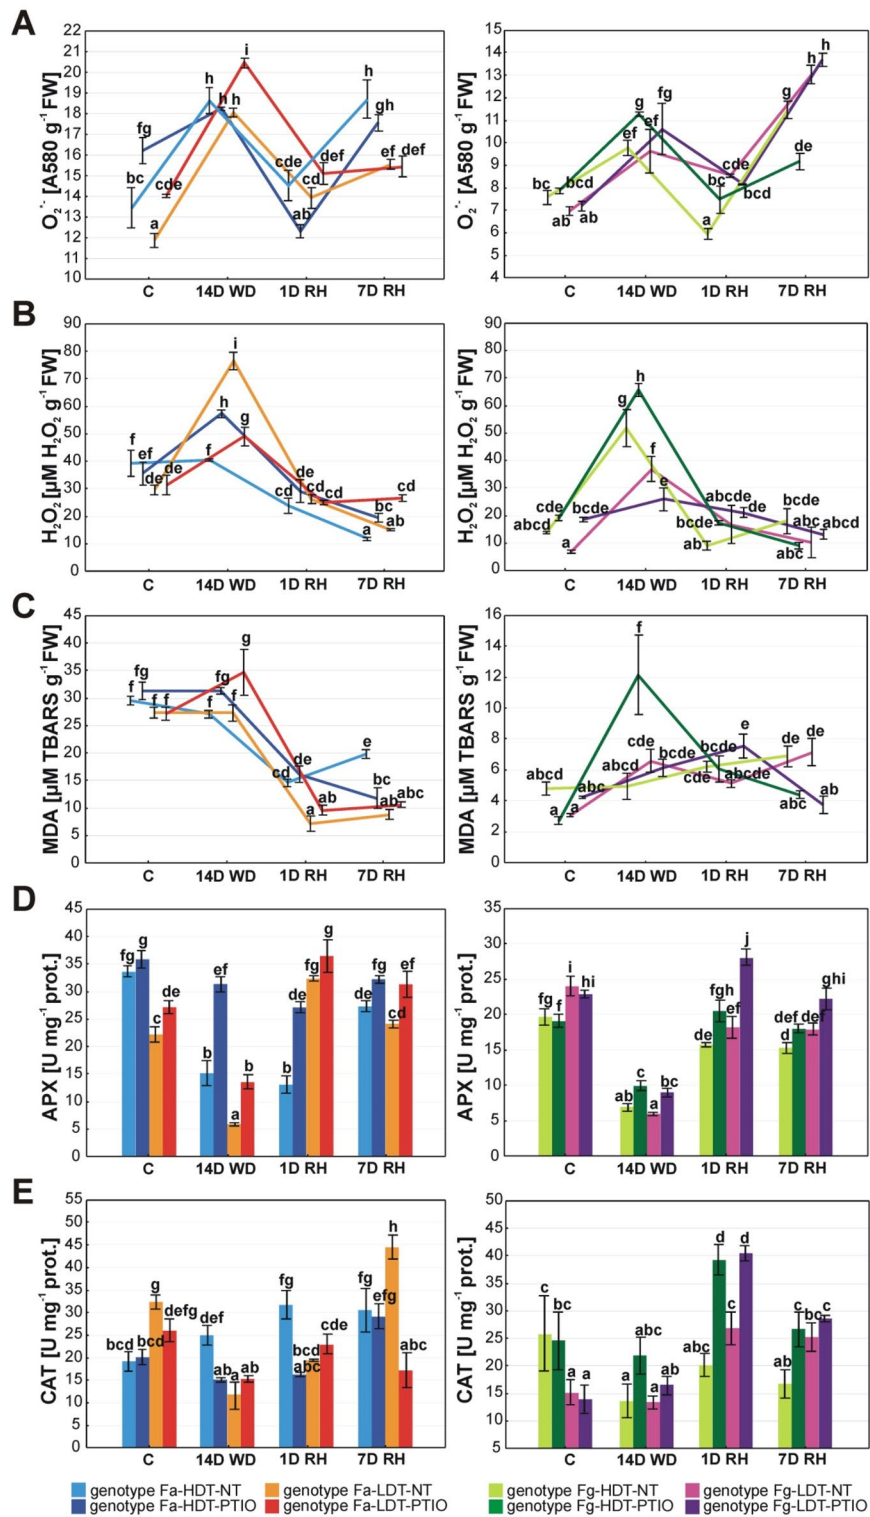 A
O₂˙- [A580 g-1 FW]
22
21
20
19
18
17
16
15
14
13
12
11
10
bc
fg
a
cde
h
h
h
i
cde
ab
cd
def
h
gh
ef
def
C
14D WD
1D RH
7D RH
O₂˙- [A580 g-1 FW]
15
14
13
12
11
10
9
8
7
6
5
4
bc
bcd
ab
ab
ef
g
ef
fg
a
bc
cde
bcd
g
de
h
h
C
14D WD
1D RH
7D RH
B
H₂O₂ [µM H₂O₂ g-1 FW]
90
80
70
60
50
40
30
20
10
0
f
ef
de
de
f
h
i
g
cd
de
cd
a
bc
ab
cd
C
14D WD
1D RH
7D RH
H₂O₂ [µM H₂O₂ g-1 FW]
90
80
70
60
50
40
30
20
10
0
abcd
cde
a
bcde
g
h
f
e
ab
bcde
abcde
de
bcde
abc
abc
abcd
C
14D WD
1D RH
7D RH
C
MDA [µM TBARS g-1 FW]
45
40
35
30
25
20
15
10
5
0
f
fg
f
f
f
fg
f
g
cd
de
a
ab
e
bc
ab
abc
C
14D WD
1D RH
7D RH
MDA [µM TBARS g-1 FW]
16
14
12
10
8
6
4
2
0
abcd
a
a
abc
abcd
f
cde
bcde
cde
bcde
abcde
e
de
abc
de
ab
C
14D WD
1D RH
7D RH
D
APX [U mg-1 prot.]
45
40
35
30
25
20
15
10
5
0
fg
g
c
de
b
ef
a
b
b
de
fg
g
de
fg
cd
ef
C
14D WD
1D RH
7D RH
APX [U mg-1 prot.]
35
30
25
20
15
10
5
0
fg
f
i
hi
ab
c
a
bc
de
fgh
ef
j
d
def
def
ghi
C
14D WD
1D RH
7D RH
E
CAT [U mg-1 prot.]
55
50
45
40
35
30
25
20
15
10
5
0
bcd
bcd
g
defg
def
ab
a
ab
fg
abc
bcd
cde
fg
efg
h
abc
C
14D WD
1D RH
7D RH
CAT [U mg-1 prot.]
50
45
40
35
30
25
20
15
10
5
c
bc
a
a
a
abc
a
ab
abc
d
c
d
ab
c
bc
c
C
14D WD
1D RH
7D RH
genotype Fa-HDT-NT
genotype Fa-LDT-NT
genotype Fa-HDT-PTIO
genotype Fa-LDT-PTIO
genotype Fg-HDT-NT
genotype Fg-LDT-NT
genotype Fg-HDT-PTIO
genotype Fg-LDT-PTIO